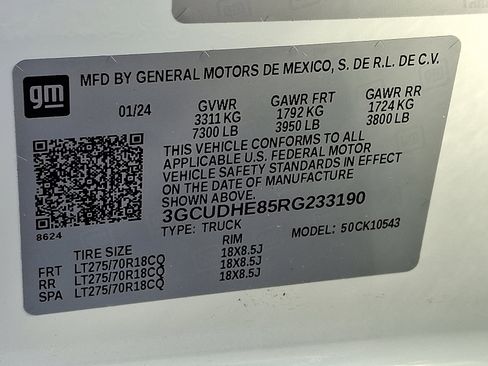 gm
MFD BY GENERAL MOTORS DE MEXICO, S. DE R.L. DE C.V.
01/24 GVWR GAWR FRT GAWR RR
3311 KG 1792 KG 1724 KG
7300 LB 3950 LB 3800 LB
THIS VEHICLE CONFORMS TO ALL
APPLICABLE U.S. FEDERAL MOTOR
VEHICLE SAFETY STANDARDS IN EFFECT
ON THE DATE OF MANUFACTURE
SHOWN ABOVE.
3GCUDHE85RG233190
8624 TYPE: TRUCK MODEL: 50CK10543
TIRE SIZE RIM
FRT LT275/70R18CQ 18X8.5J
RR LT275/70R18CQ 18X8.5J
SPA LT275/70R18CQ 18X8.5J